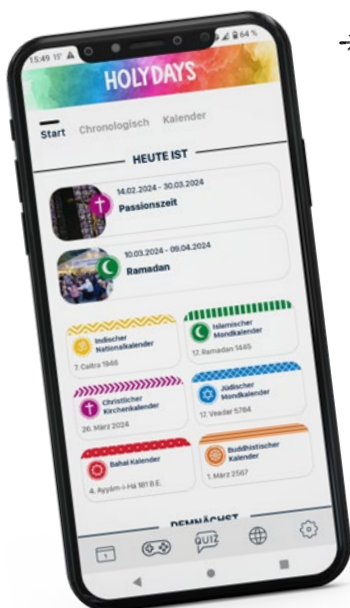 15:49
64 %
HOLYDAYS
Start Chronologisch Kalender
HEUTE IST
14.02.2024 - 30.03.2024
Passionszeit
10.03.2024 - 09.04.2024
Ramadan
Indischer
Nationalkalender
7. Caitra 1946
Islamischer
Mondkalender
17. Ramadan 1445
Christlicher
Kirchenkalender
26. März 2024
Jüdischer
Mondkalender
17. Veadar 5784
Bahai Kalender
4. Ayyám-i-Há 181 B.E.
Buddhistischer
Kalender
1. März 2567
DEMNÄCHST
1
QUIZ